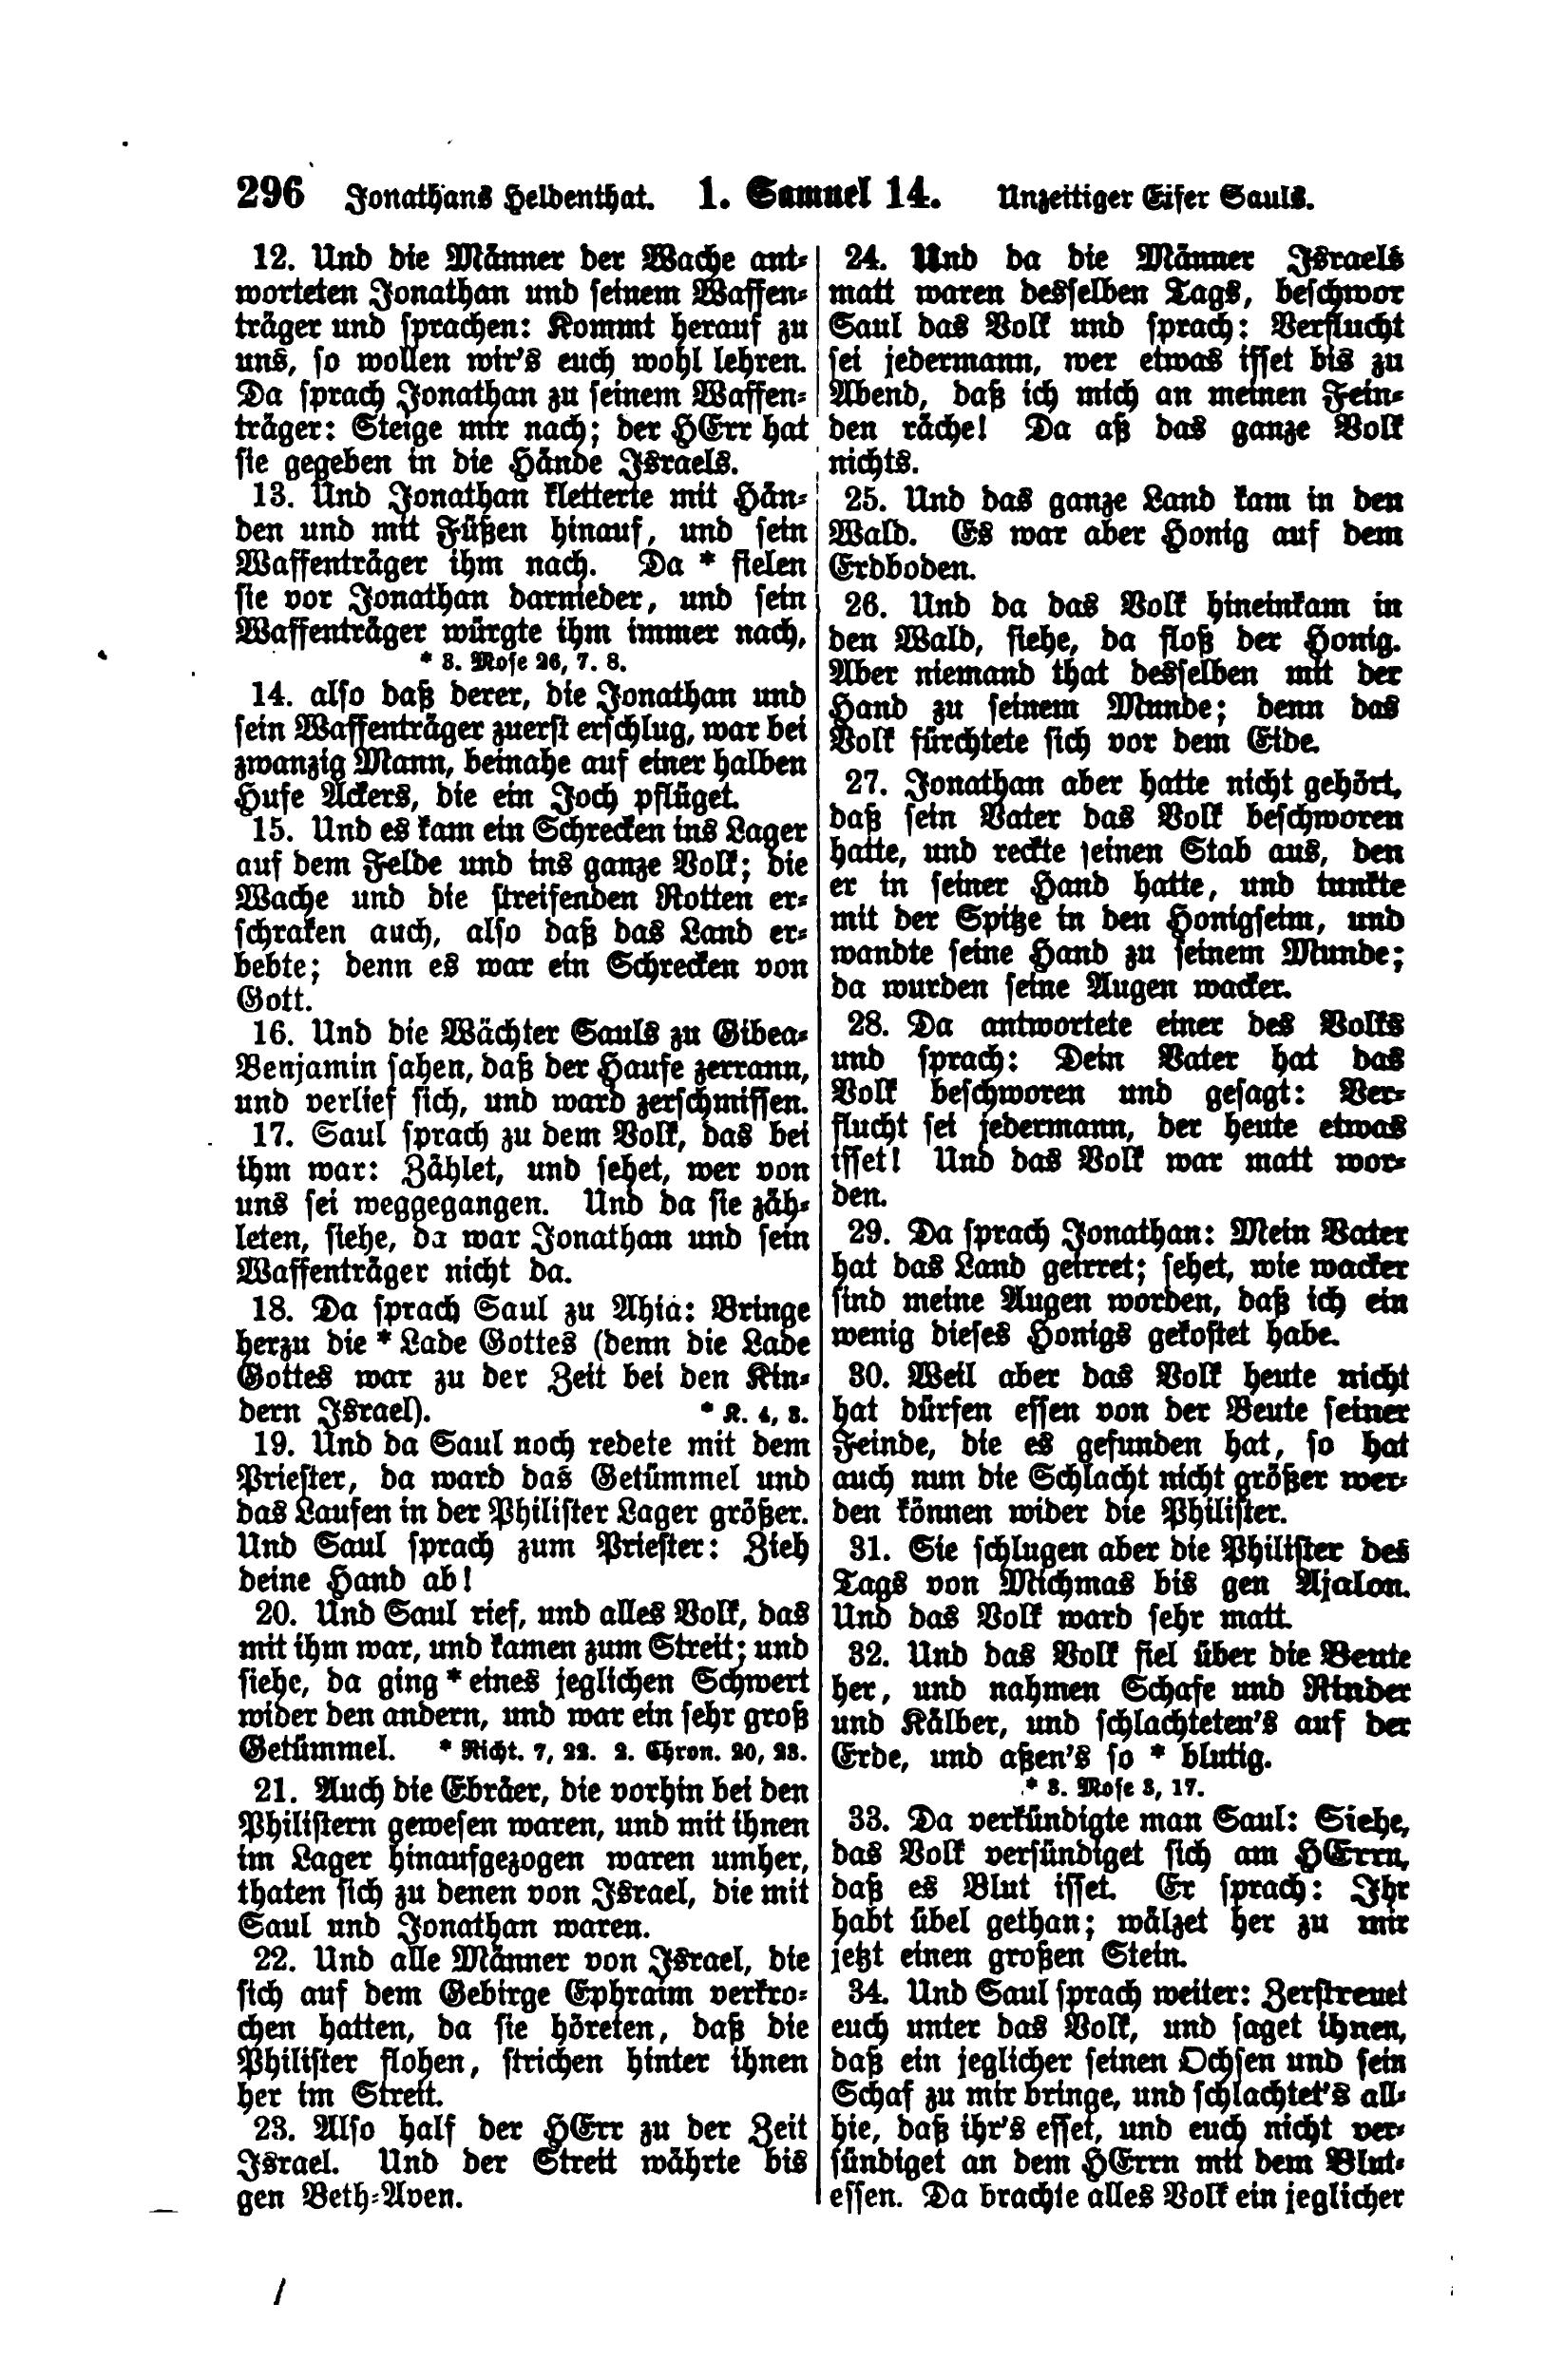 296 Jonathans Heldenthat. 1. Samuel 14. Unzeitiger Eifer Sauls.
12. Und die Männer der Wache ant-
worteten Jonathan und seinem Waffen-
träger und sprachen: Kommt herauf zu
uns, so wollen wir's euch wohl lehren.
Da sprach Jonathan zu seinem Waffen-
träger: Steige mir nach; der HErr hat
sie gegeben in die Hände Israels.
13. Und Jonathan kletterte mit Hän-
den und mit Füßen hinauf, und sein
Waffenträger ihm nach. Da * fielen
sie vor Jonathan darnieder, und sein
Waffenträger würgte ihm immer nach,
* 3. Mose 26, 7. 8.
14. also daß derer, die Jonathan und
sein Waffenträger zuerst erschlug, war bei
zwanzig Mann, beinahe auf einer halben
Hufe Ackers, die ein Joch pflüget.
15. Und es kam ein Schrecken ins Lager
auf dem Felde und ins ganze Volk; die
Wache und die streifenden Rotten er-
schraken auch, also daß das Land er-
bebte; denn es war ein Schrecken von
Gott.
16. Und die Wächter Sauls zu Gibea-
Benjamin sahen, daß der Haufe zerrann,
und verlief sich, und ward zerschmissen.
17. Saul sprach zu dem Volk, das bei
ihm war: Zählet, und sehet, wer von
uns sei weggegangen. Und da sie zäh-
leten, siehe, da war Jonathan und sein
Waffenträger nicht da.
18. Da sprach Saul zu Ahia: Bringe
herzu die * Lade Gottes (denn die Lade
Gottes war zu der Zeit bei den Kin-
dern Israel). * K. 4, 3.
19. Und da Saul noch redete mit dem
Priester, da ward das Getümmel und
das Laufen in der Philister Lager größer.
Und Saul sprach zum Priester: Zieh
deine Hand ab!
20. Und Saul rief, und alles Volk, das
mit ihm war, und kamen zum Streit; und
siehe, da ging * eines jeglichen Schwert
wider den andern, und war ein sehr groß
Getümmel. * Richt. 7, 22. 2. Chron. 20, 23.
21. Auch die Ebräer, die vorhin bei den
Philistern gewesen waren, und mit ihnen
im Lager hinaufgezogen waren umher,
thaten sich zu denen von Israel, die mit
Saul und Jonathan waren.
22. Und alle Männer von Israel, die
sich auf dem Gebirge Ephraim verkro-
chen hatten, da sie höreten, daß die
Philister flohen, strichen hinter ihnen
her im Streit.
23. Also half der HErr zu der Zeit
Israel. Und der Streit währte bis
gen Beth-Aven.
24. Und da die Männer Israels
matt waren desselben Tags, beschwor
Saul das Volk und sprach: Verflucht
sei jedermann, wer etwas isset bis zu
Abend, daß ich mich an meinen Fein-
den räche! Da aß das ganze Volk
nichts.
25. Und das ganze Land kam in den
Wald. Es war aber Honig auf dem
Erdboden.
26. Und da das Volk hineinkam in
den Wald, siehe, da floß der Honig.
Aber niemand that desselben mit der
Hand zu seinem Munde; denn das
Volk fürchtete sich vor dem Eide.
27. Jonathan aber hatte nicht gehört,
daß sein Vater das Volk beschworen
hatte, und reckte seinen Stab aus, den
er in seiner Hand hatte, und tunkte
mit der Spitze in den Honigseim, und
wandte seine Hand zu seinem Munde;
da wurden seine Augen wacker.
28. Da antwortete einer des Volks
und sprach: Dein Vater hat das
Volk beschworen und gesagt: Ver-
flucht sei jedermann, der heute etwas
isset! Und das Volk war matt wor-
den.
29. Da sprach Jonathan: Mein Vater
hat das Land geirret; sehet, wie wacker
sind meine Augen worden, daß ich ein
wenig dieses Honigs gekostet habe.
30. Weil aber das Volk heute nicht
hat dürfen essen von der Beute seiner
Feinde, die es gefunden hat, so hat
auch nun die Schlacht nicht größer wer-
den können wider die Philister.
31. Sie schlugen aber die Philister des
Tags von Michmas bis gen Ajalon.
Und das Volk ward sehr matt.
32. Und das Volk fiel über die Beute
her, und nahmen Schafe und Rinder
und Kälber, und schlachteten's auf der
Erde, und aßen's so * blutig.
* 3. Mose 3, 17.
33. Da verkündigte man Saul: Siehe,
das Volk versündiget sich am HErrn,
daß es Blut isset. Er sprach: Ihr
habt übel gethan; wälzet her zu mir
jetzt einen großen Stein.
34. Und Saul sprach weiter: Zerstreuet
euch unter das Volk, und saget ihnen,
daß ein jeglicher seinen Ochsen und sein
Schaf zu mir bringe, und schlachtet's all-
hie, daß ihr's esset, und euch nicht ver-
sündiget an dem HErrn mit dem Blut-
essen. Da brachte alles Volk ein jeglicher